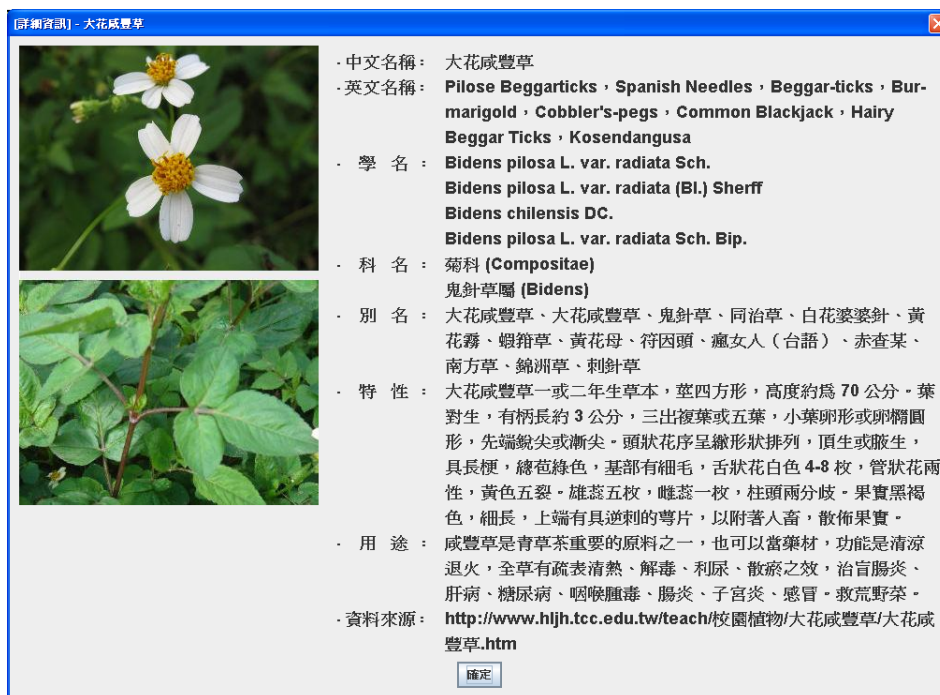 [詳細資訊] - 大花咸豐草
·中文名稱： 大花咸豐草
·英文名稱： Pilose Beggarticks，Spanish Needles，Beggar-ticks，Bur-
marigold，Cobbler's-pegs，Common Blackjack，Hairy
Beggar Ticks，Kosendangusa
· 學 名： Bidens pilosa L. var. radiata Sch.
Bidens pilosa L. var. radiata (Bl.) Sherff
Bidens chilensis DC.
Bidens pilosa L. var. radiata Sch. Bip.
· 科 名： 菊科 (Compositae)
鬼針草屬 (Bidens)
· 別 名： 大花咸豐草、大花咸豐草、鬼針草、同治草、白花婆婆針、黃
花霧、蝦箝草、黃花母、符因頭、瘋女人（台語）、赤查某、
南方草、錦洲草、刺針草
· 特 性： 大花咸豐草一或二年生草本，莖四方形，高度約為 70 公分。葉
對生，有柄長約 3 公分，三出複葉或五葉，小葉卵形或卵橢圓
形，先端銳尖或漸尖。頭狀花序呈繖形狀排列，頂生或腋生，
具長梗，總苞綠色，基部有細毛，舌狀花白色 4-8 枚，管狀花兩
性，黃色五裂。雄蕊五枚，雌蕊一枚，柱頭兩分歧。果實黑褐
色，細長，上端有具逆刺的萼片，以附著人畜，散佈果實。
· 用 途： 咸豐草是青草茶重要的原料之一，也可以當藥材，功能是清涼
退火，全草有疏表清熱、解毒、利尿、散瘀之效，治盲腸炎、
肝病、糖尿病、咽喉腫毒、腸炎、子宮炎、感冒。救荒野菜。
·資料來源： http://www.hljh.tcc.edu.tw/teach/校園植物/大花咸豐草/大花咸
豐草.htm
確定